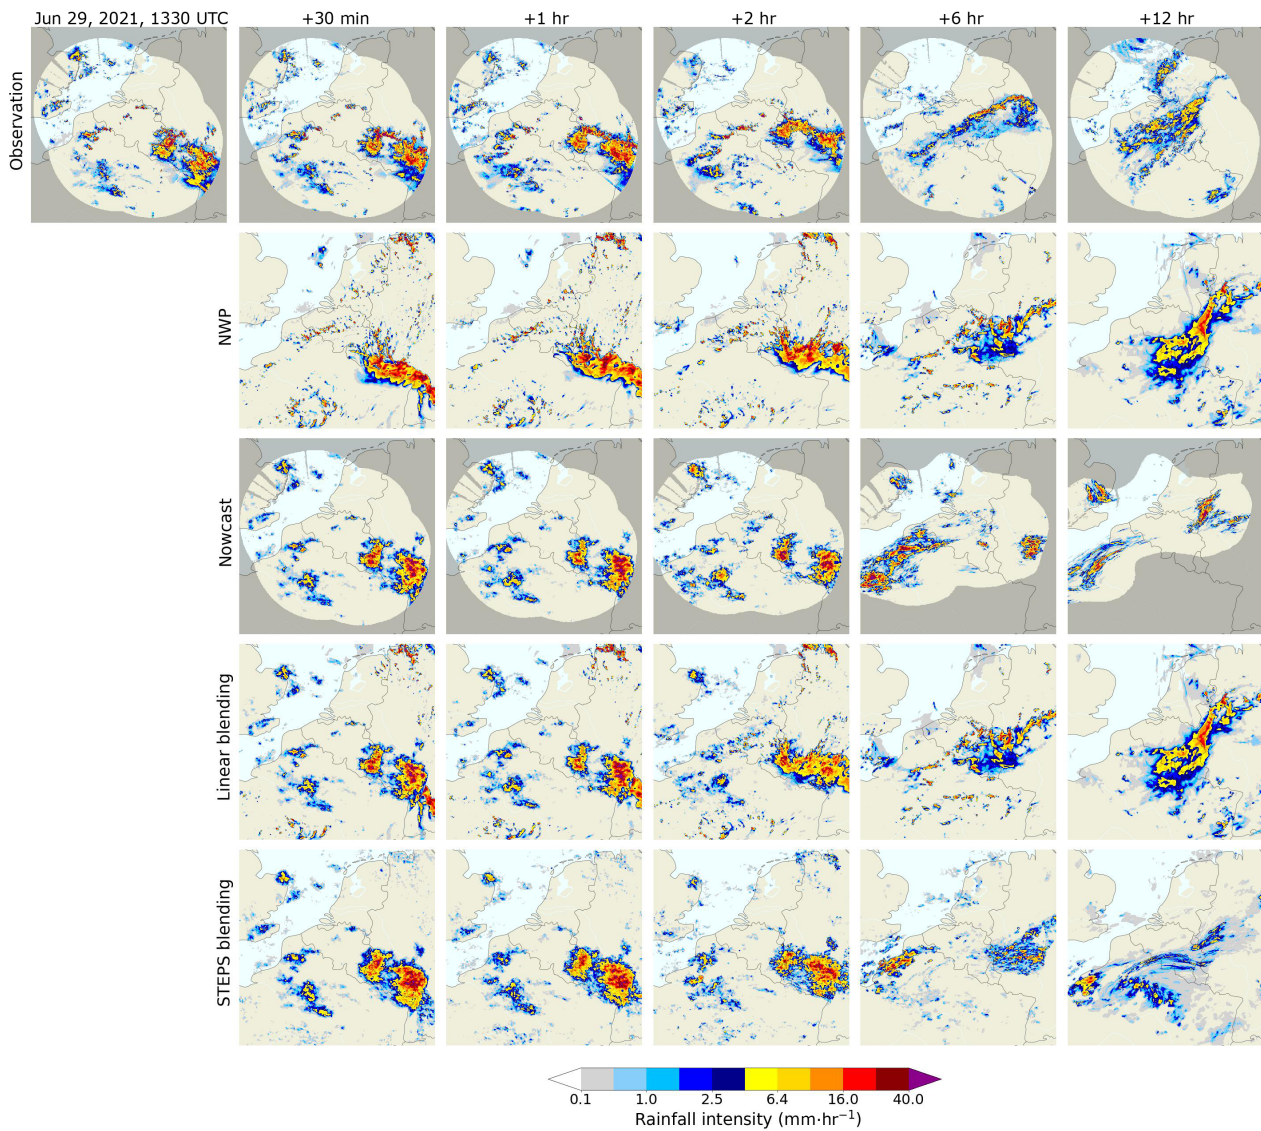 Jun 29, 2021, 1330 UTC
+30 min
+1 hr
+2 hr
+6 hr
+12 hr
Observation
NWP
Nowcast
Linear blending
STEPS blending
0.1
1.0
2.5
6.4
16.0
40.0
Rainfall intensity (mm·hr⁻¹)